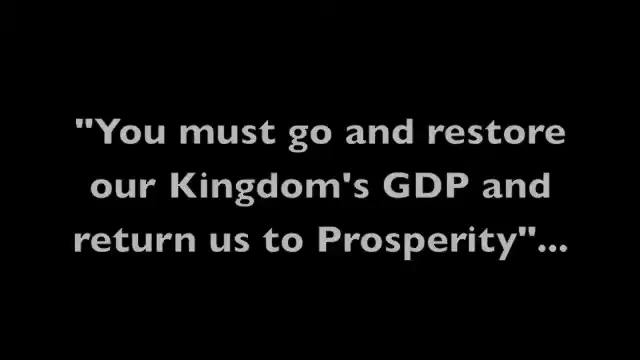 "You must go and restore
our Kingdom's GDP and
return us to Prosperity"...